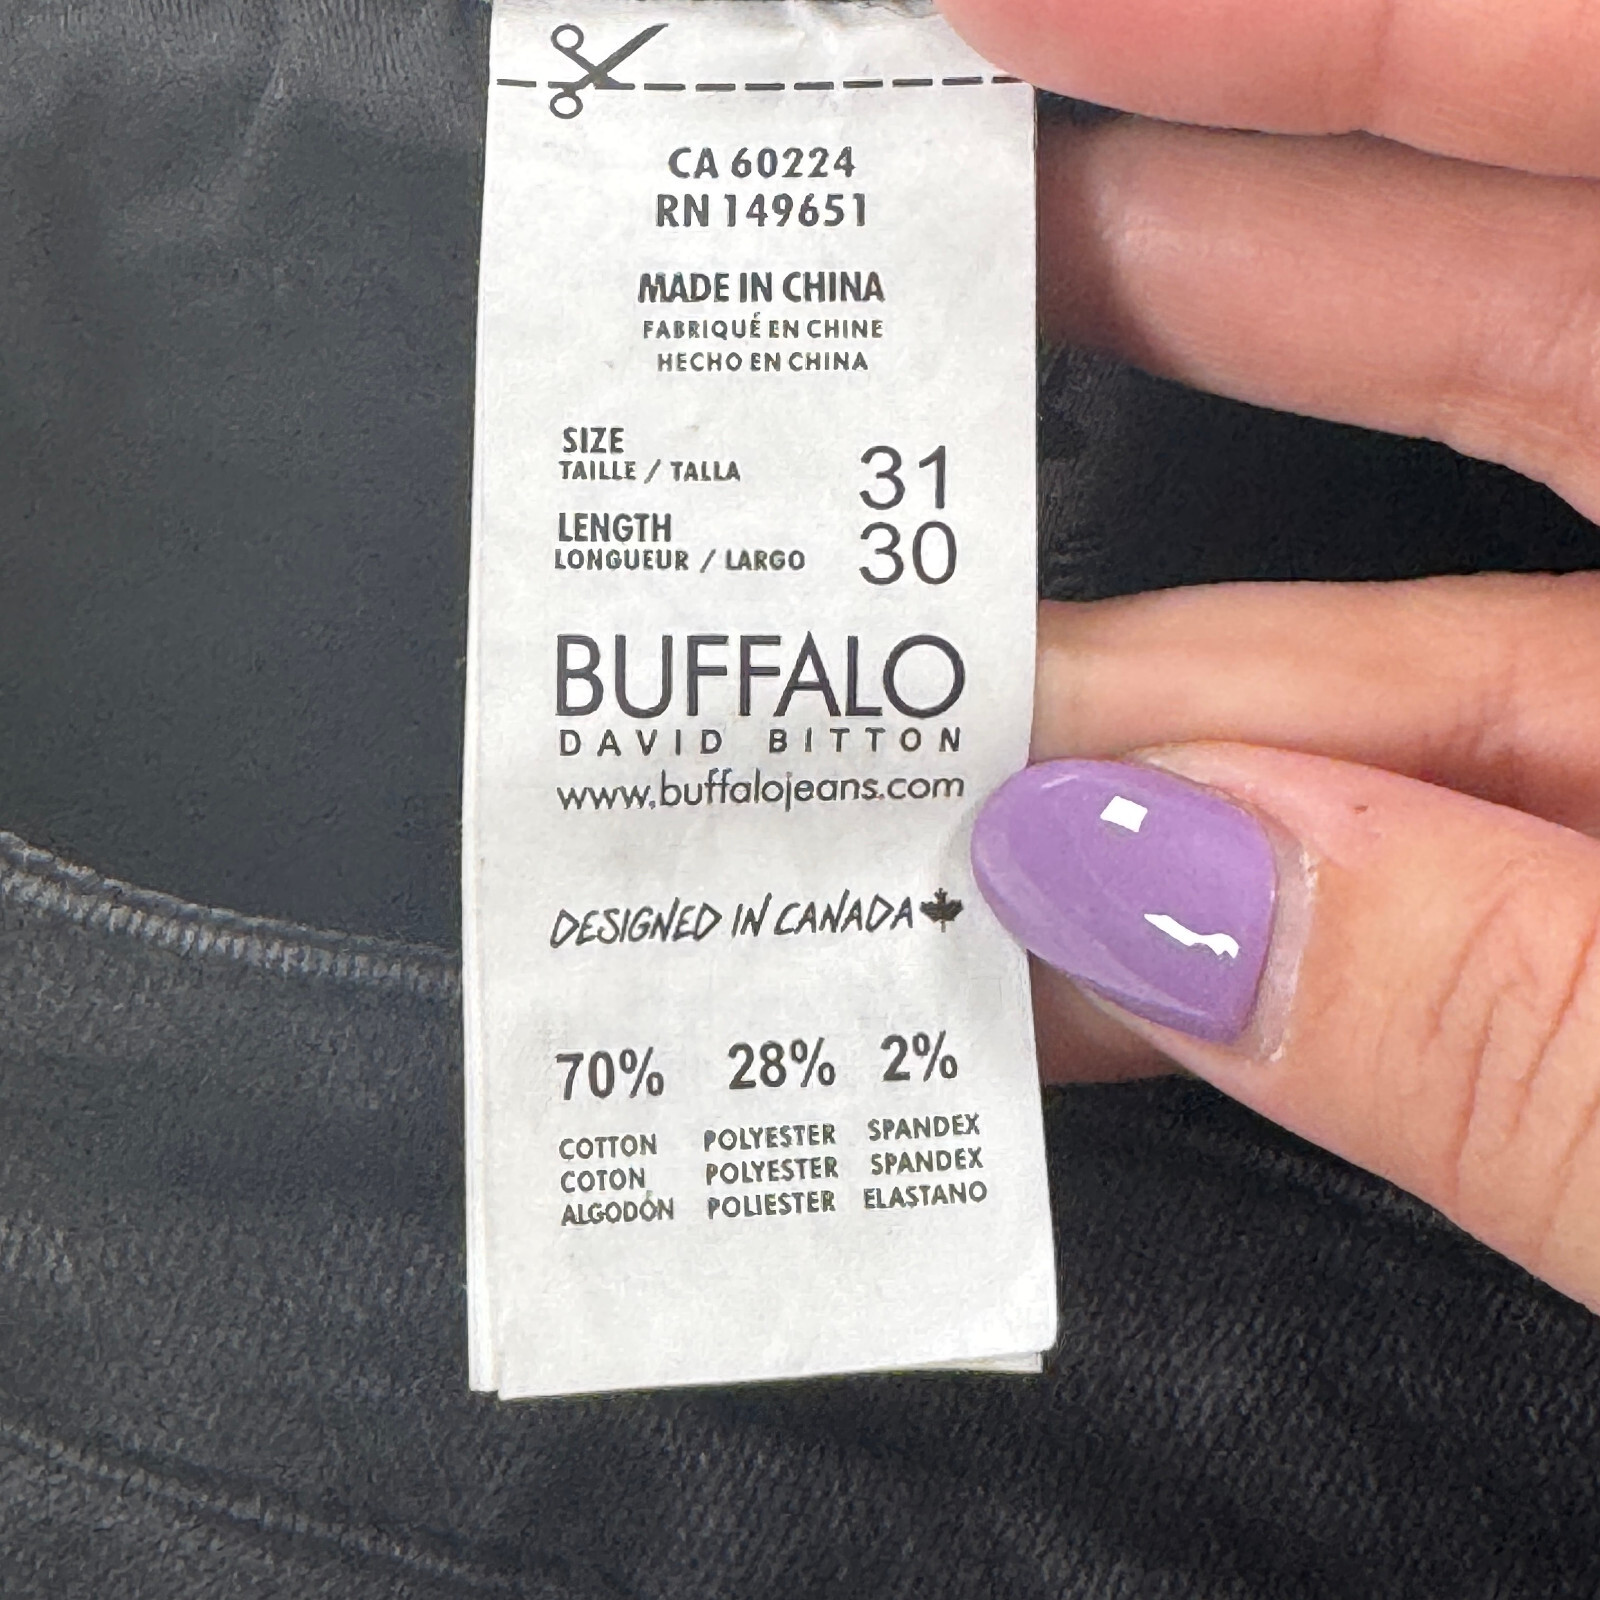 CA 60224
RN 149651
MADE IN CHINA
FABRIQUÉ EN CHINE
HECHO EN CHINA
SIZE 31
TAILLE / TALLA
LENGTH 30
LONGUEUR / LARGO
BUFFALO
DAVID BITTON
www.buffalojeans.com
DESIGNED IN CANADA
70% 28% 2%
COTTON POLYESTER SPANDEX
COTON POLYESTER SPANDEX
ALGODÓN POLIESTER ELASTANO